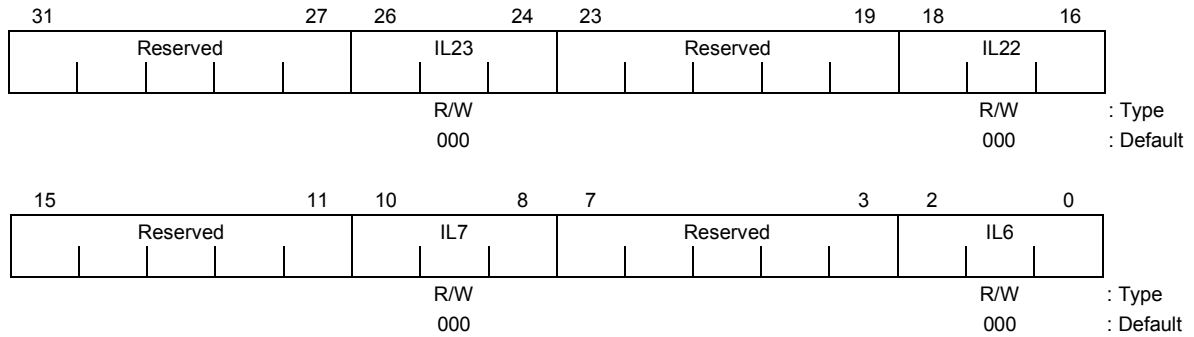 31 27 26 24 23 19 18 16
Reserved IL23 Reserved IL22
R/W R/W : Type
000 000 : Default
15 11 10 8 7 3 2 0
Reserved IL7 Reserved IL6
R/W R/W : Type
000 000 : Default